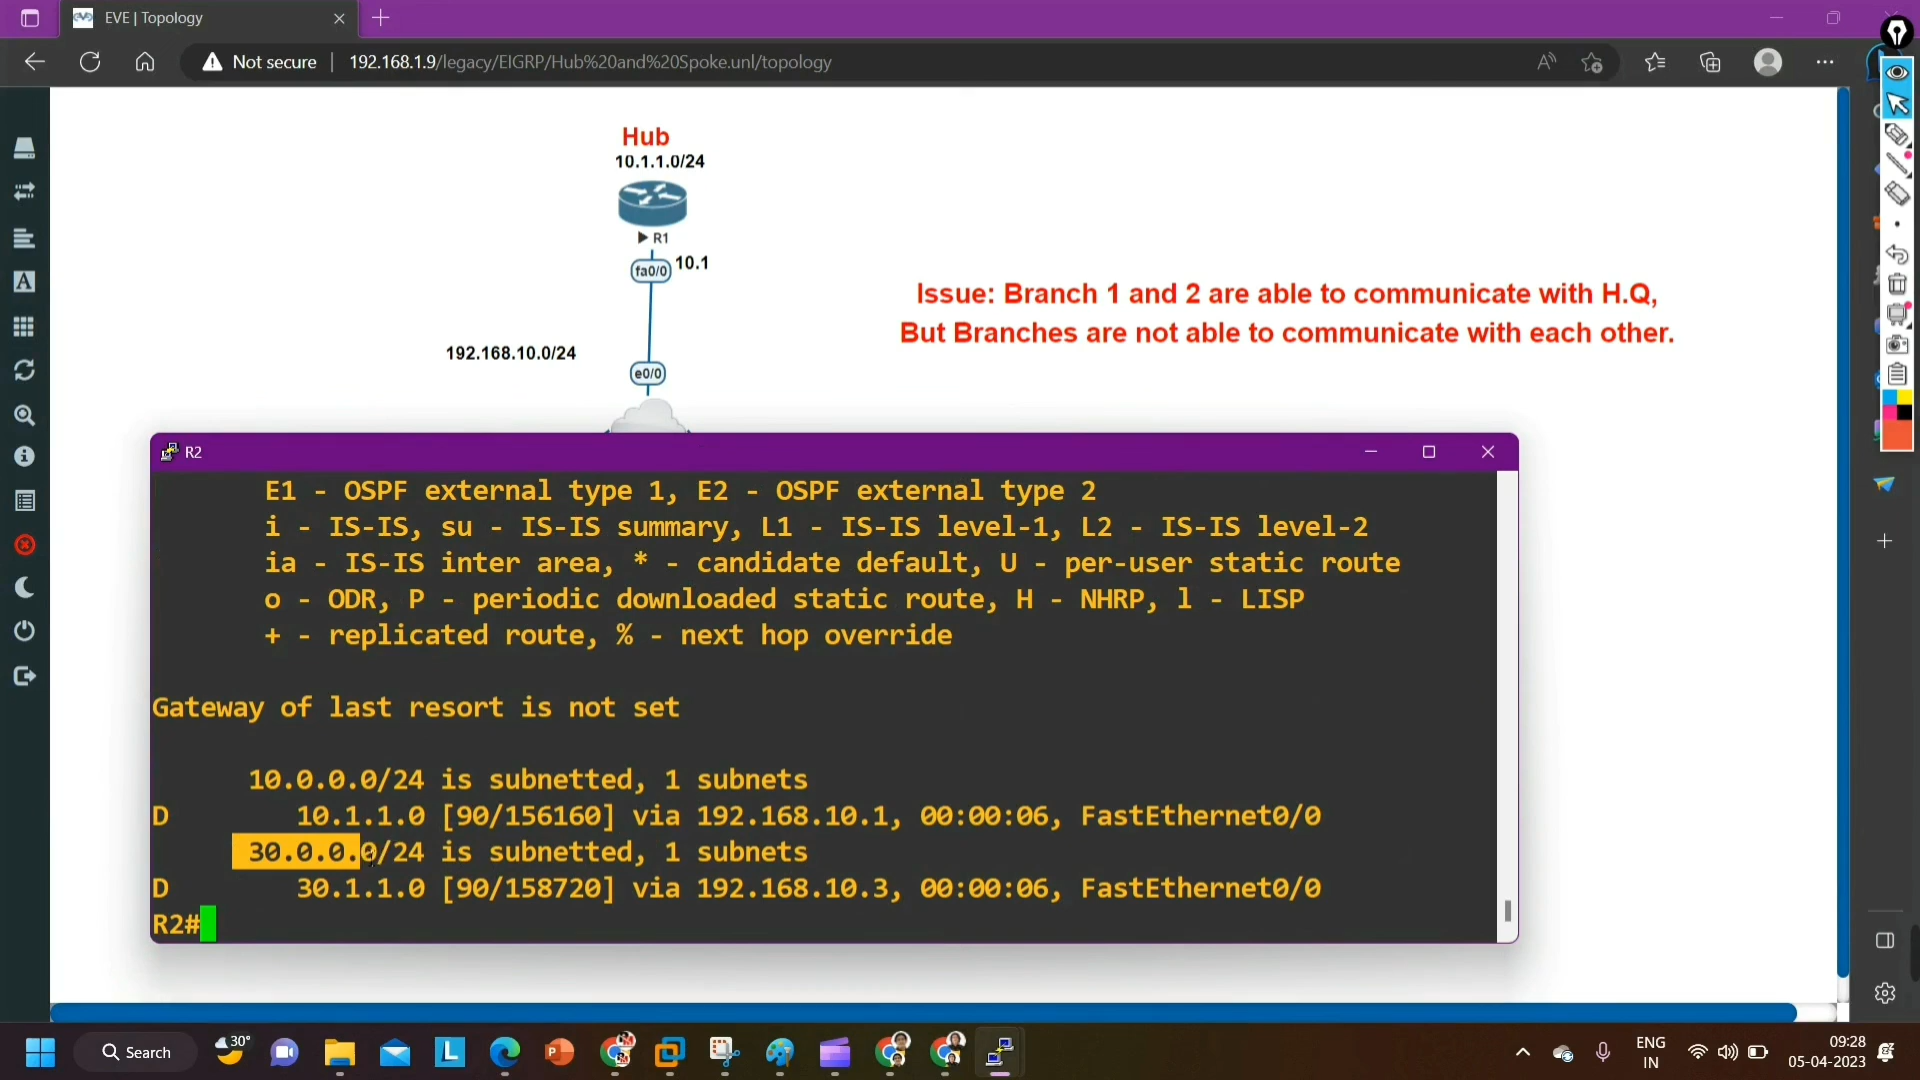 EVE | Topology
Not secure
192.168.1.9/legacy/EIGRP/Hub%20and%20Spoke.unl/topology
Hub
10.1.1.0/24
R1
fa0/0
10.1
192.168.10.0/24
e0/0
Issue: Branch 1 and 2 are able to communicate with H.Q,
But Branches are not able to communicate with each other.
R2
E1 - OSPF external type 1, E2 - OSPF external type 2
i - IS-IS, su - IS-IS summary, L1 - IS-IS level-1, L2 - IS-IS level-2
ia - IS-IS inter area, * - candidate default, U - per-user static route
o - ODR, P - periodic downloaded static route, H - NHRP, l - LISP
+ - replicated route, % - next hop override
Gateway of last resort is not set
10.0.0.0/24 is subnetted, 1 subnets
D 10.1.1.0 [90/156160] via 192.168.10.1, 00:00:06, FastEthernet0/0
30.0.0.0/24 is subnetted, 1 subnets
D 30.1.1.0 [90/158720] via 192.168.10.3, 00:00:06, FastEthernet0/0
R2#
Search
30°
ENG
IN
09:28
05-04-2023